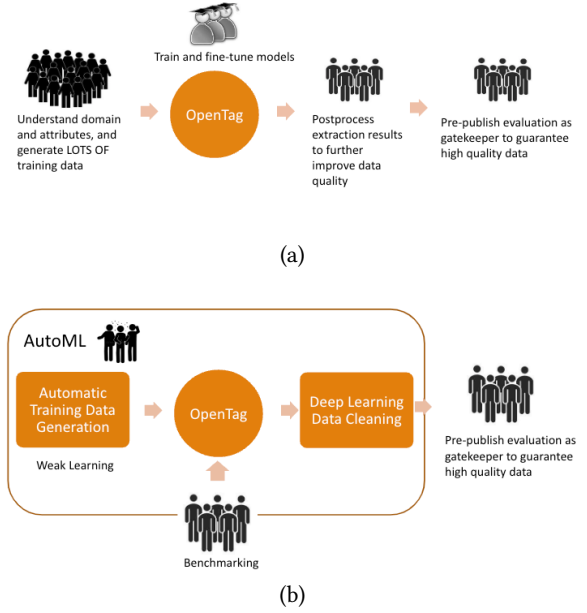 Train and fine-tune models
OpenTag
Understand domain
and attributes, and
generate LOTS OF
training data
Postprocess
extraction results
to further
improve data
quality
Pre-publish evaluation as
gatekeeper to guarantee
high quality data
(a)
AutoML
Automatic
Training Data
Generation
Weak Learning
OpenTag
Deep Learning
Data Cleaning
Pre-publish evaluation as
gatekeeper to guarantee
high quality data
Benchmarking
(b)